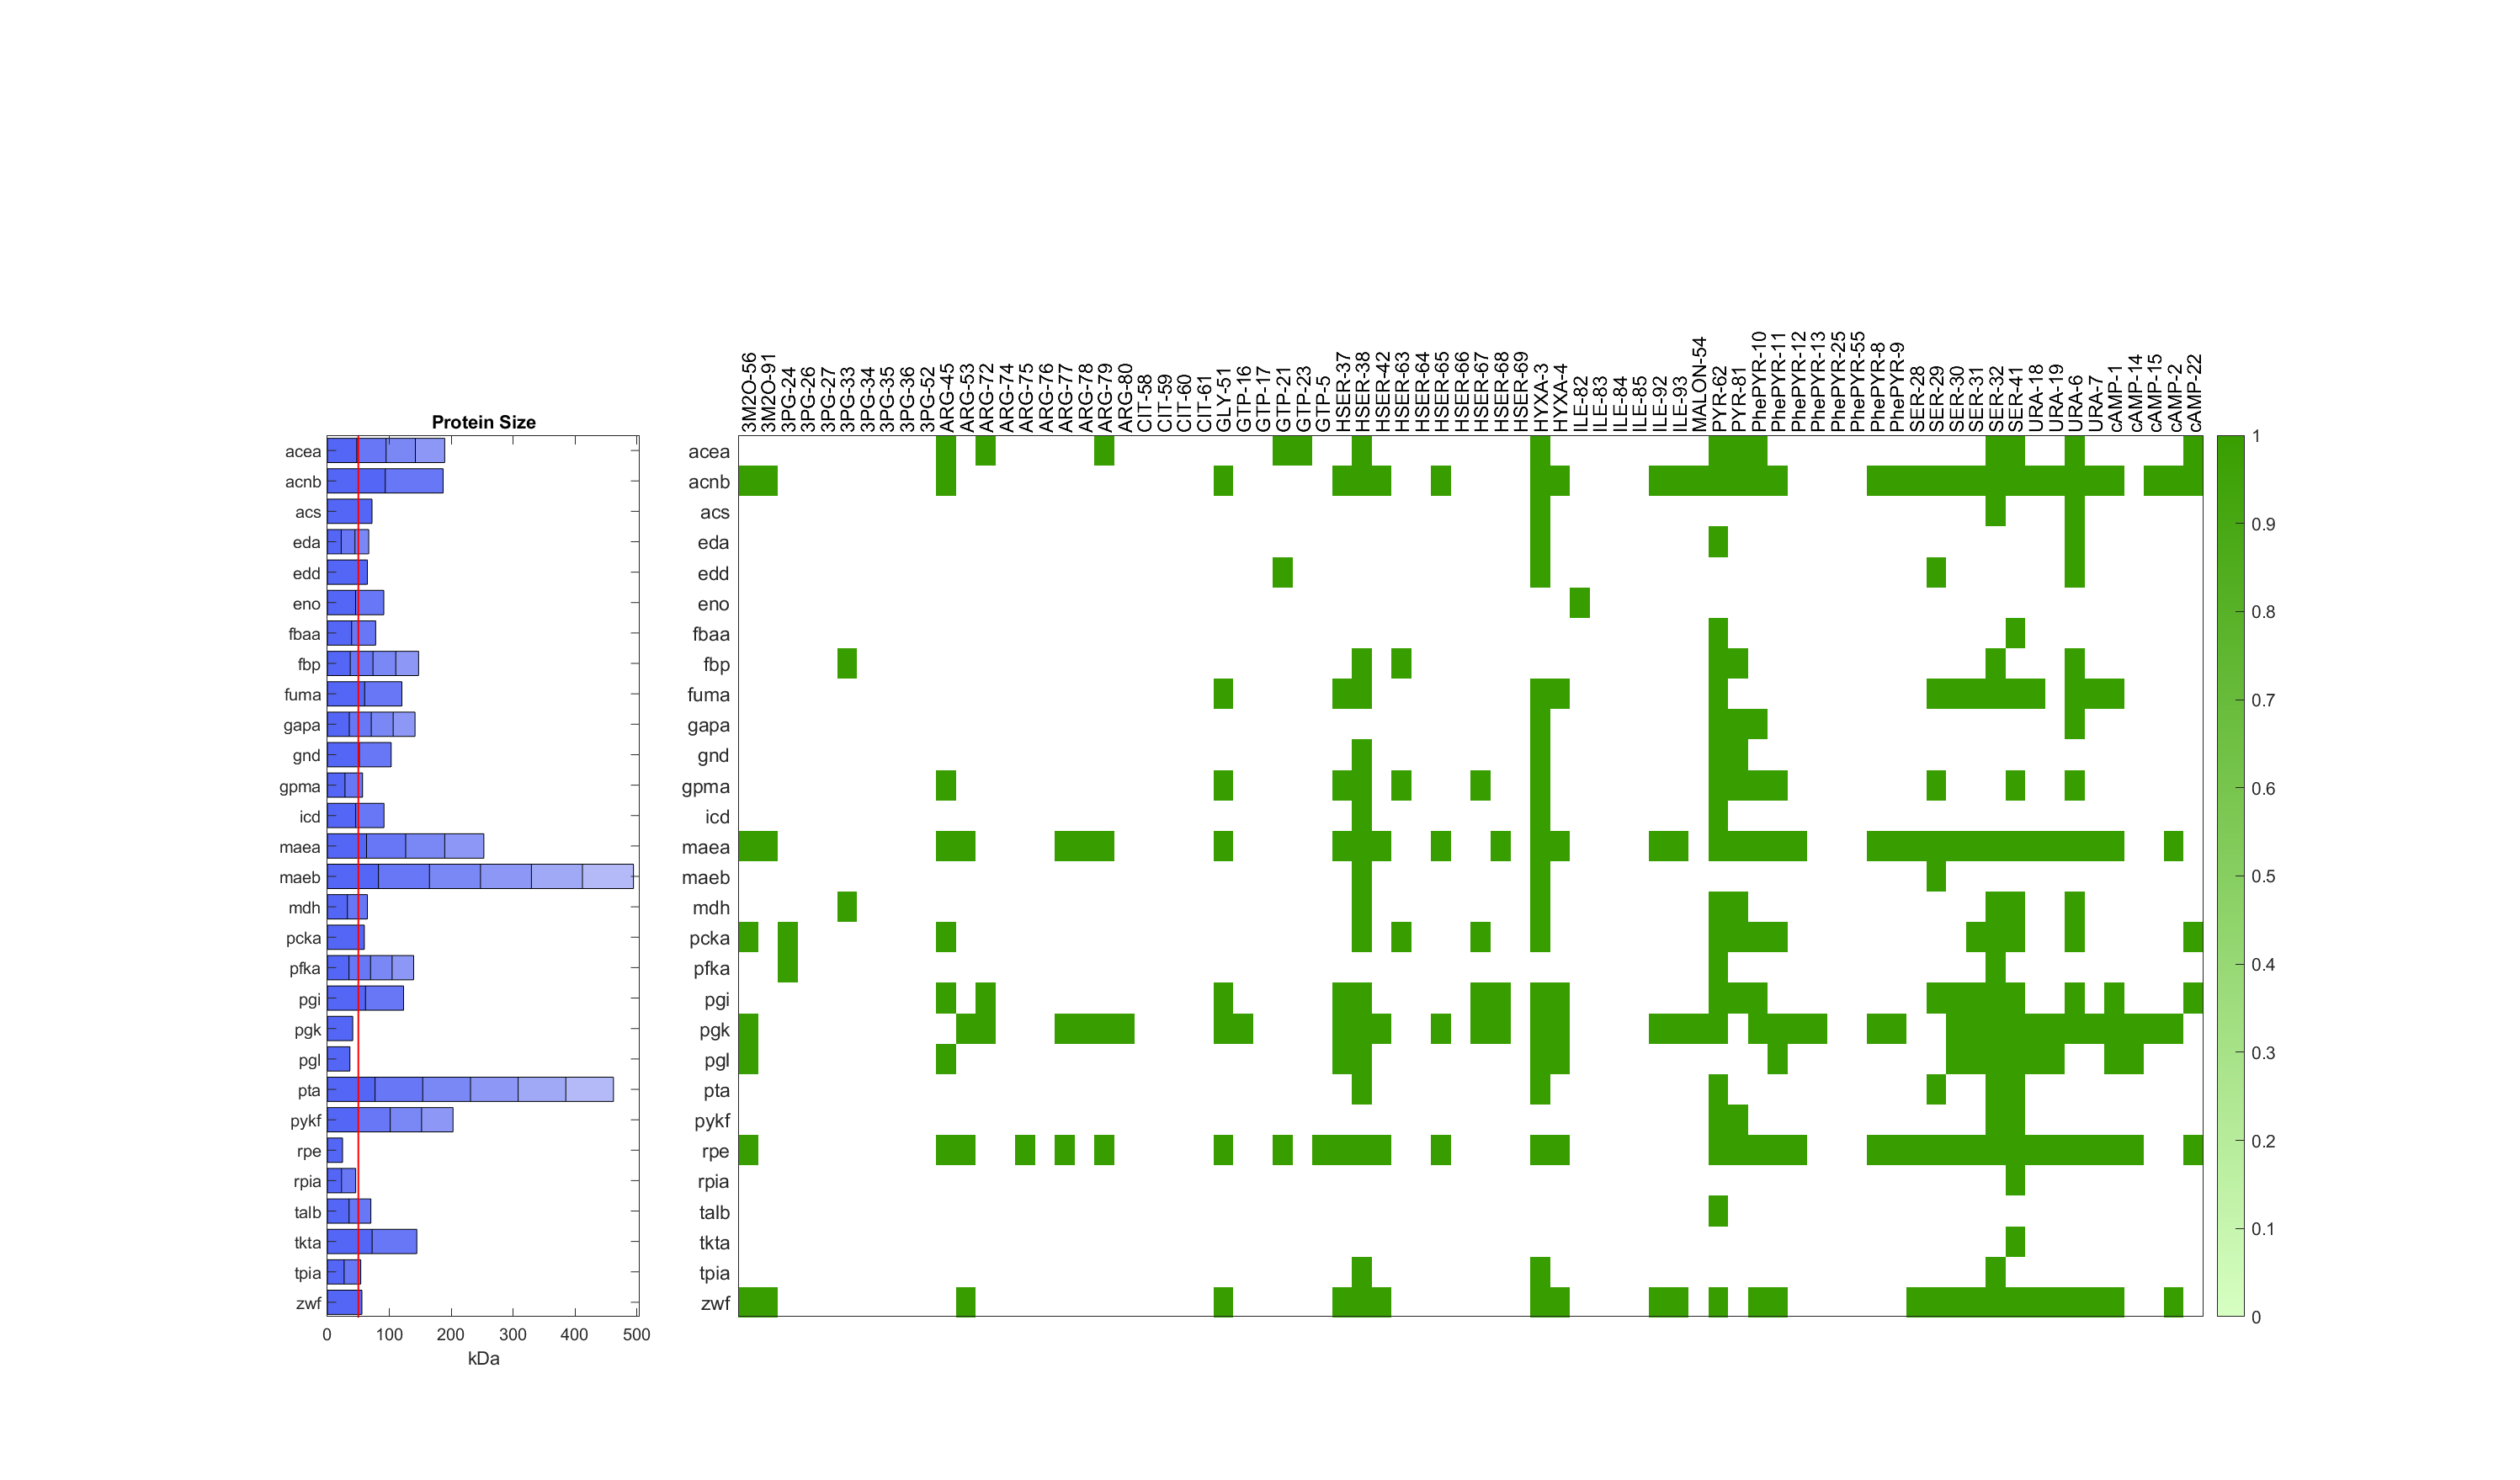 3M2O-56
3M2O-91
3PG-24
3PG-26
3PG-27
3PG-33
3PG-34
3PG-35
3PG-36
3PG-52
ARG-45
ARG-53
ARG-72
ARG-74
ARG-75
ARG-76
ARG-77
ARG-78
ARG-79
ARG-80
CIT-58
CIT-59
CIT-60
CIT-61
GLY-51
GTP-16
GTP-17
GTP-21
GTP-23
GTP-5
HSER-37
HSER-38
HSER-42
HSER-63
HSER-64
HSER-65
HSER-66
HSER-67
HSER-68
HSER-69
HYXA-3
HYXA-4
ILE-82
ILE-83
ILE-84
ILE-85
ILE-92
ILE-93
MALON-54
PYR-62
PYR-81
PhePYR-10
PhePYR-11
PhePYR-12
PhePYR-13
PhePYR-25
PhePYR-55
PhePYR-8
PhePYR-9
SER-28
SER-29
SER-30
SER-31
SER-32
SER-41
URA-18
URA-19
URA-6
URA-7
cAMP-1
cAMP-14
cAMP-15
cAMP-2
cAMP-22
Protein Size
acea
acnb
acs
eda
edd
eno
fbaa
fbp
fuma
gapa
gnd
gpma
icd
maea
maeb
mdh
pcka
pfka
pgi
pgk
pgl
pta
pykf
rpe
rpia
talb
tkta
tpia
zwf
0 100 200 300 400 500
kDa
acea
acnb
acs
eda
edd
eno
fbaa
fbp
fuma
gapa
gnd
gpma
icd
maea
maeb
mdh
pcka
pfka
pgi
pgk
pgl
pta
pykf
rpe
rpia
talb
tkta
tpia
zwf
1
0.9
0.8
0.7
0.6
0.5
0.4
0.3
0.2
0.1
0